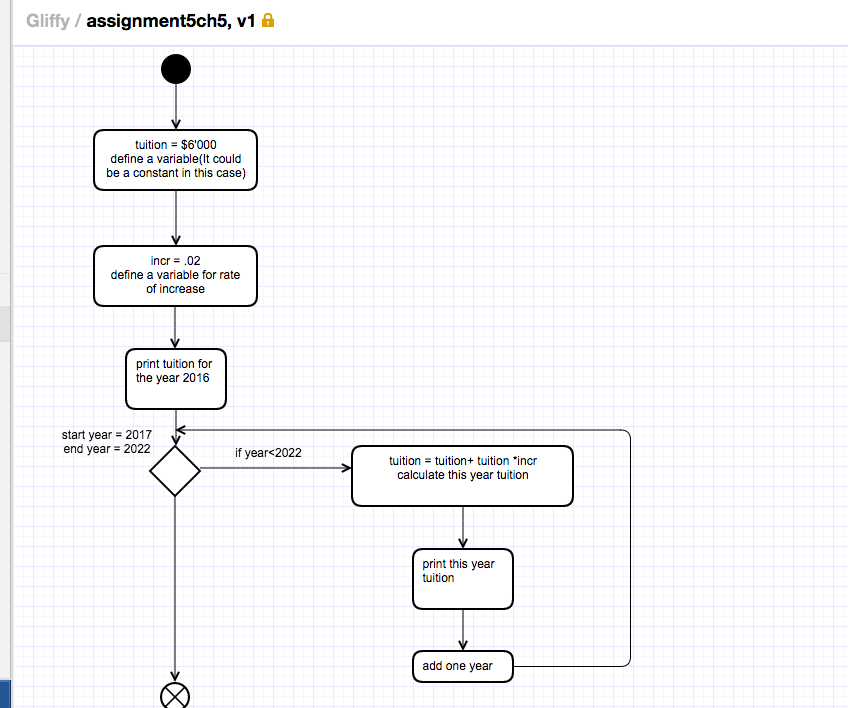 Gliffy / assignment5ch5, v1
tuition = $6'000
define a variable(It could
be a constant in this case)
incr = .02
define a variable for rate
of increase
print tuition for
the year 2016
start year = 2017
end year = 2022
if year<2022
tuition = tuition+ tuition *incr
calculate this year tuition
print this year
tuition
add one year